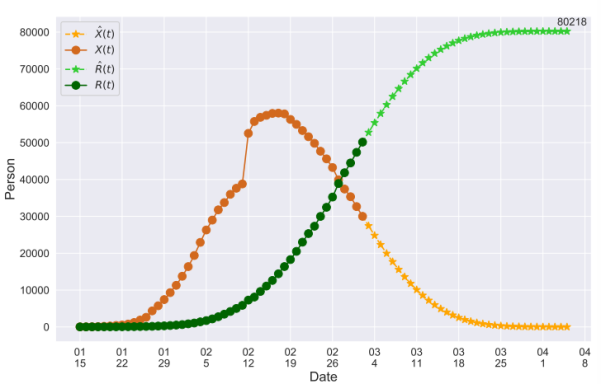 80218
X̂(t)
X(t)
R̂(t)
R(t)
80000
70000
60000
50000
40000
30000
20000
10000
0
Person
01 01 01 02 02 02 02 03 03 03 03 04 04
15 22 29 5 12 19 26 4 11 18 25 1 8
Date